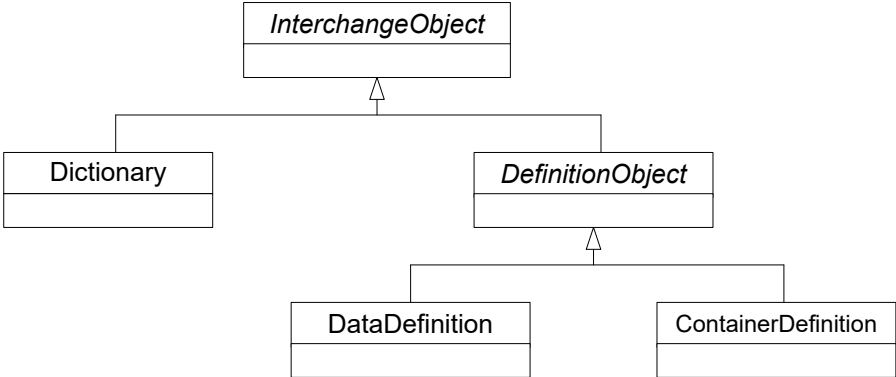 InterchangeObject
Dictionary
DefinitionObject
DataDefinition
ContainerDefinition